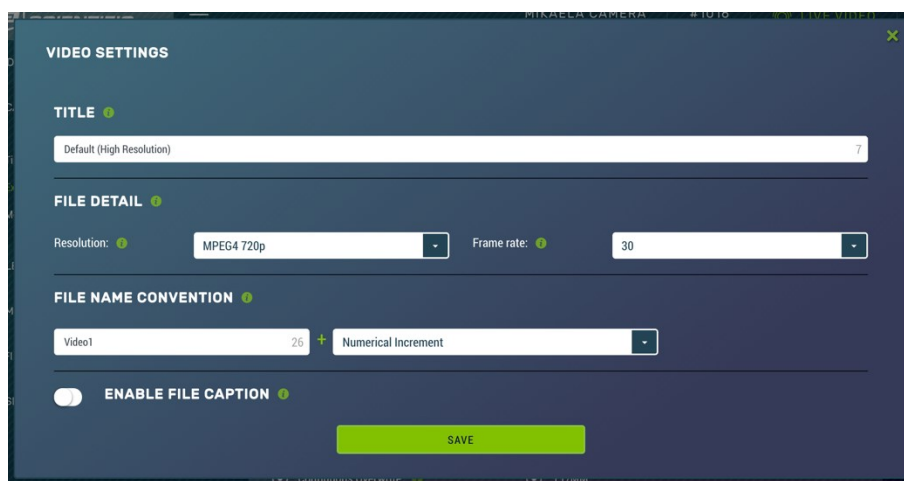 MIKAELA CAMERA #1018 LIVE VIDEO
VIDEO SETTINGS
TITLE
Default (High Resolution) 7
FILE DETAIL
Resolution: MPEG4 720p Frame rate: 30
FILE NAME CONVENTION
Video1 26 + Numerical Increment
ENABLE FILE CAPTION
SAVE